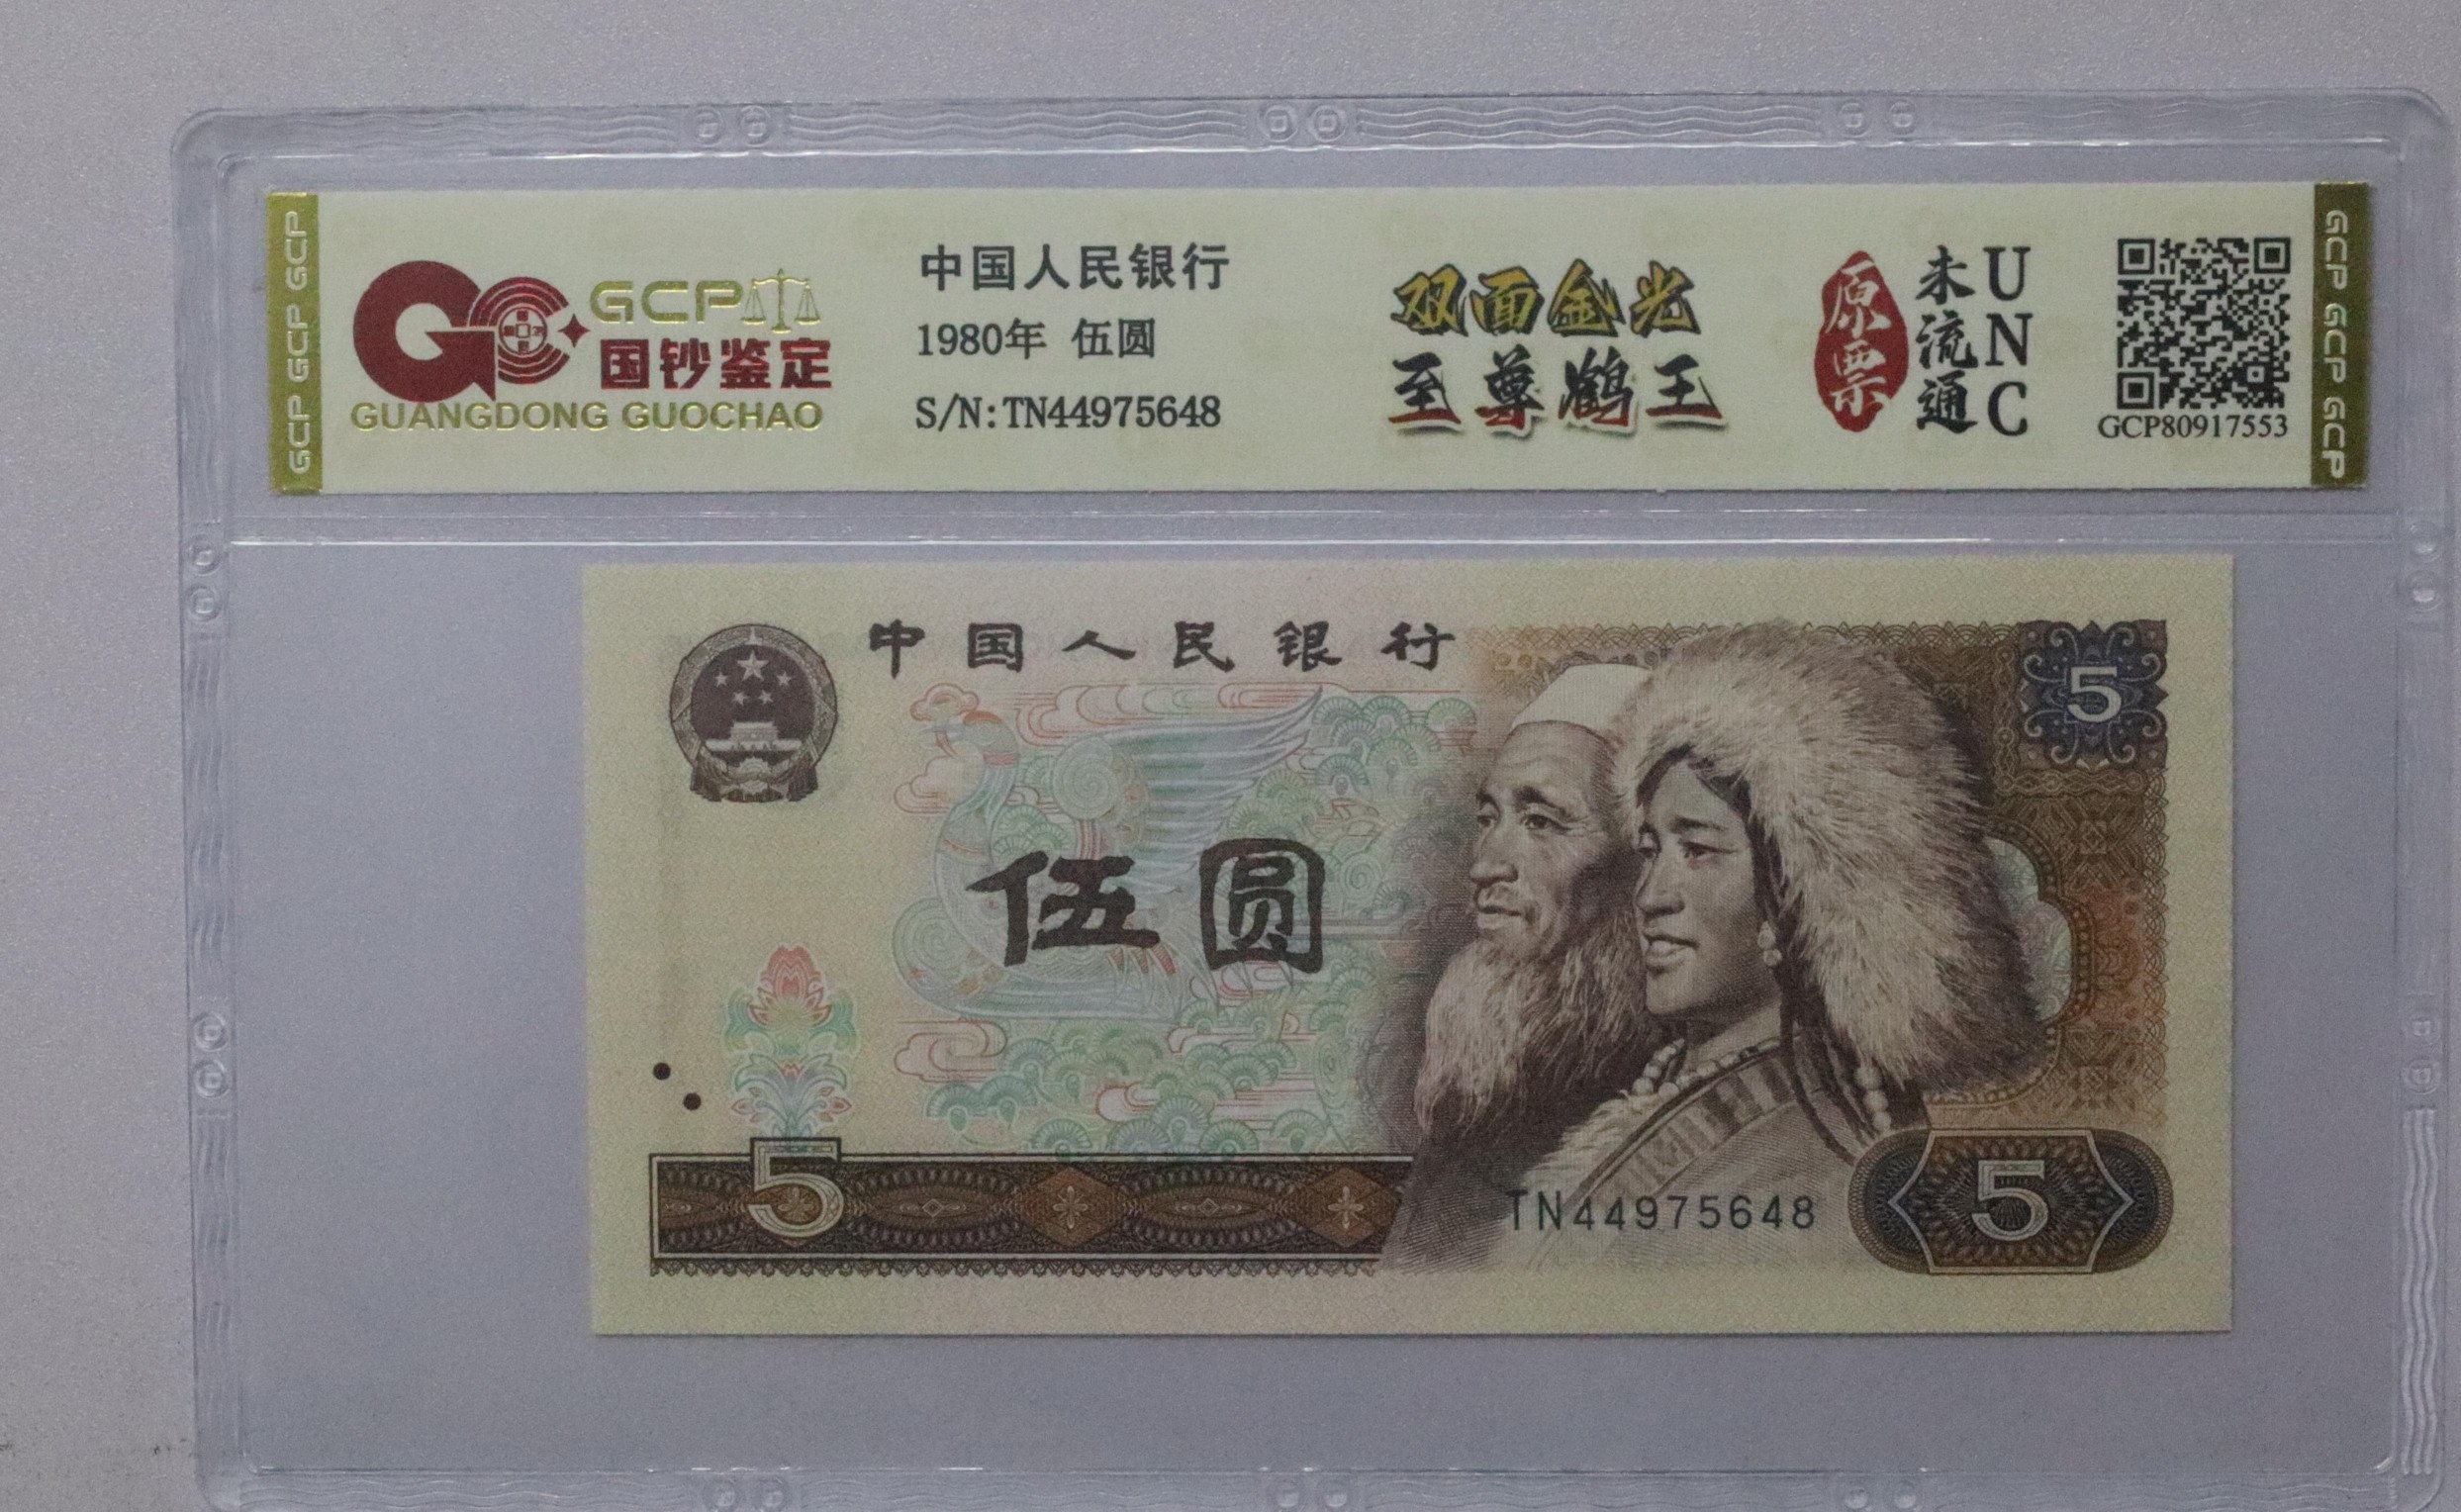 GCP GCP GCP
GCP
国钞鉴定
GUANGDONG GUOCHAO
中国人民银行
1980年 伍圆
S/N:TN44975648
双面金光
至尊鹤王
原票
未流通
UNC
GCP80917553
GCP GCP GCP GCP
中国人民银行
5
伍圆
5
TN44975648
5